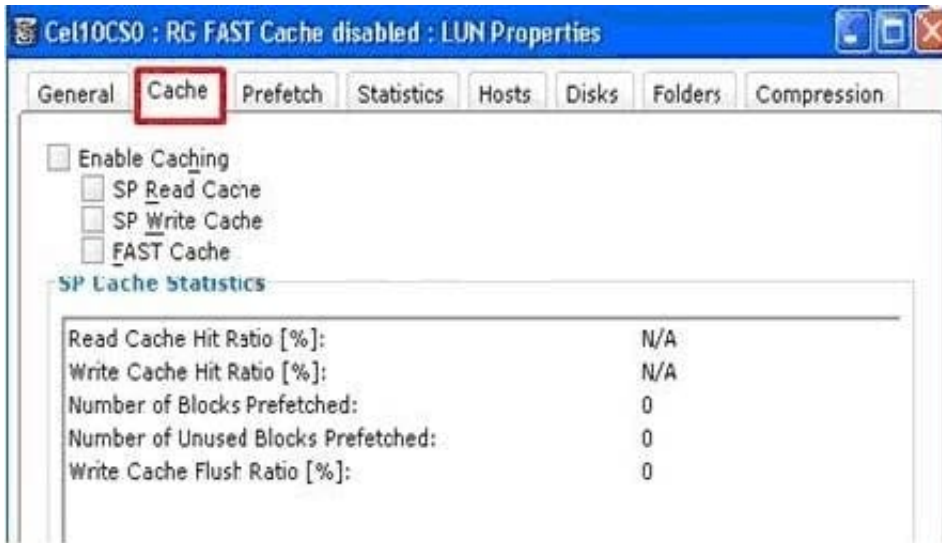 Cel10CS0 : RG FAST Cache disabled : LUN Properties
General Cache Prefetch Statistics Hosts Disks Folders Compression
Enable Caching
SP Read Cache
SP Write Cache
FAST Cache
SP Cache Statistics
Read Cache Hit Ratio [%]: N/A
Write Cache Hit Ratio [%]: N/A
Number of Blocks Prefetched: 0
Number of Unused Blocks Prefetched: 0
Write Cache Flush Ratio [%]: 0